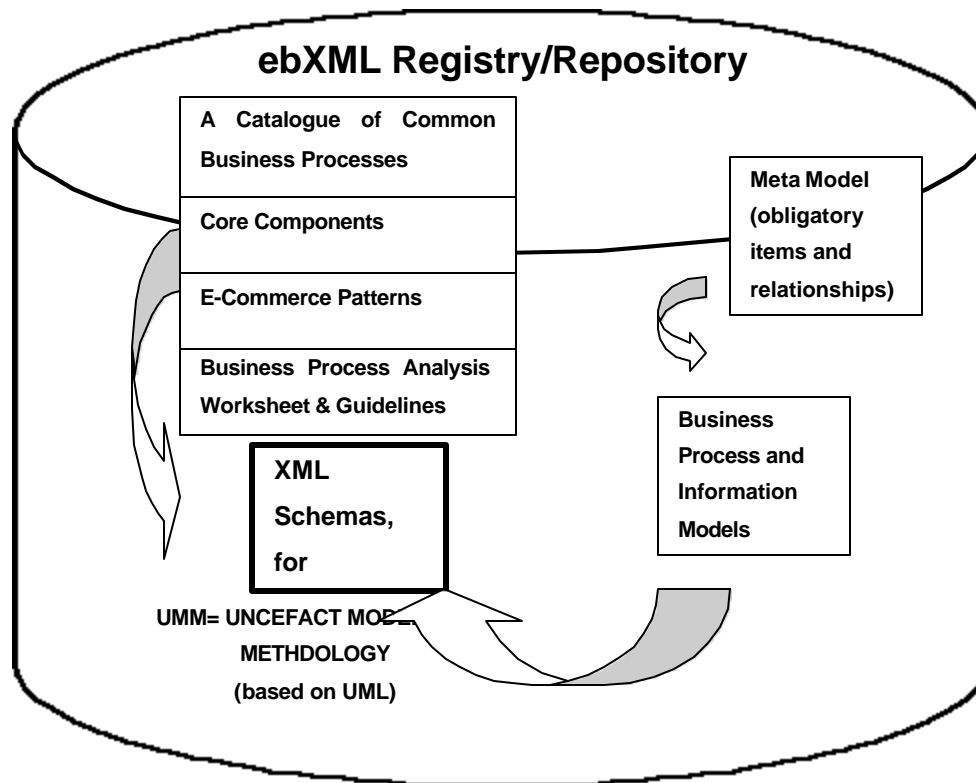 ebXML Registry/Repository
A Catalogue of Common
Business Processes
Core Components
E-Commerce Patterns
Business Process Analysis
Worksheet & Guidelines
XML
Schemas,
for
UMM= UNCEFACT
METHDOLOGY
(based on UML)
Meta Model
(obligatory
items and
relationships)
Business
Process and
Information
Models